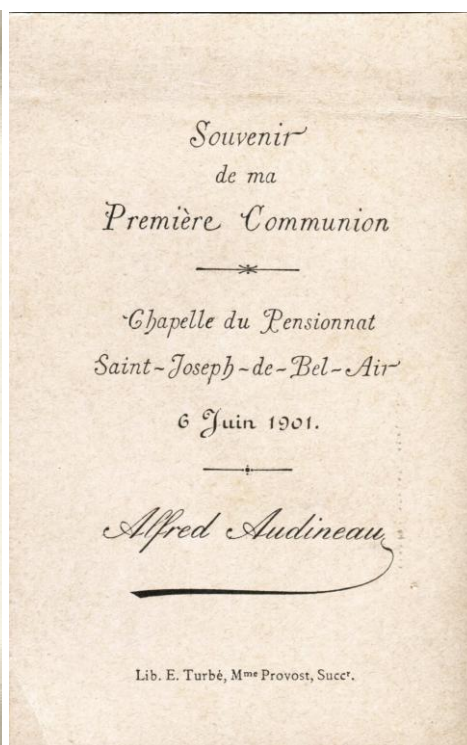 Souvenir
de ma
Première Communion
Chapelle du Pensionnat
Saint-Joseph-de-Bel-Air
6 Juin 1901.
Alfred Audineau
Lib. E. Turbé, Mme Provost, Succr.